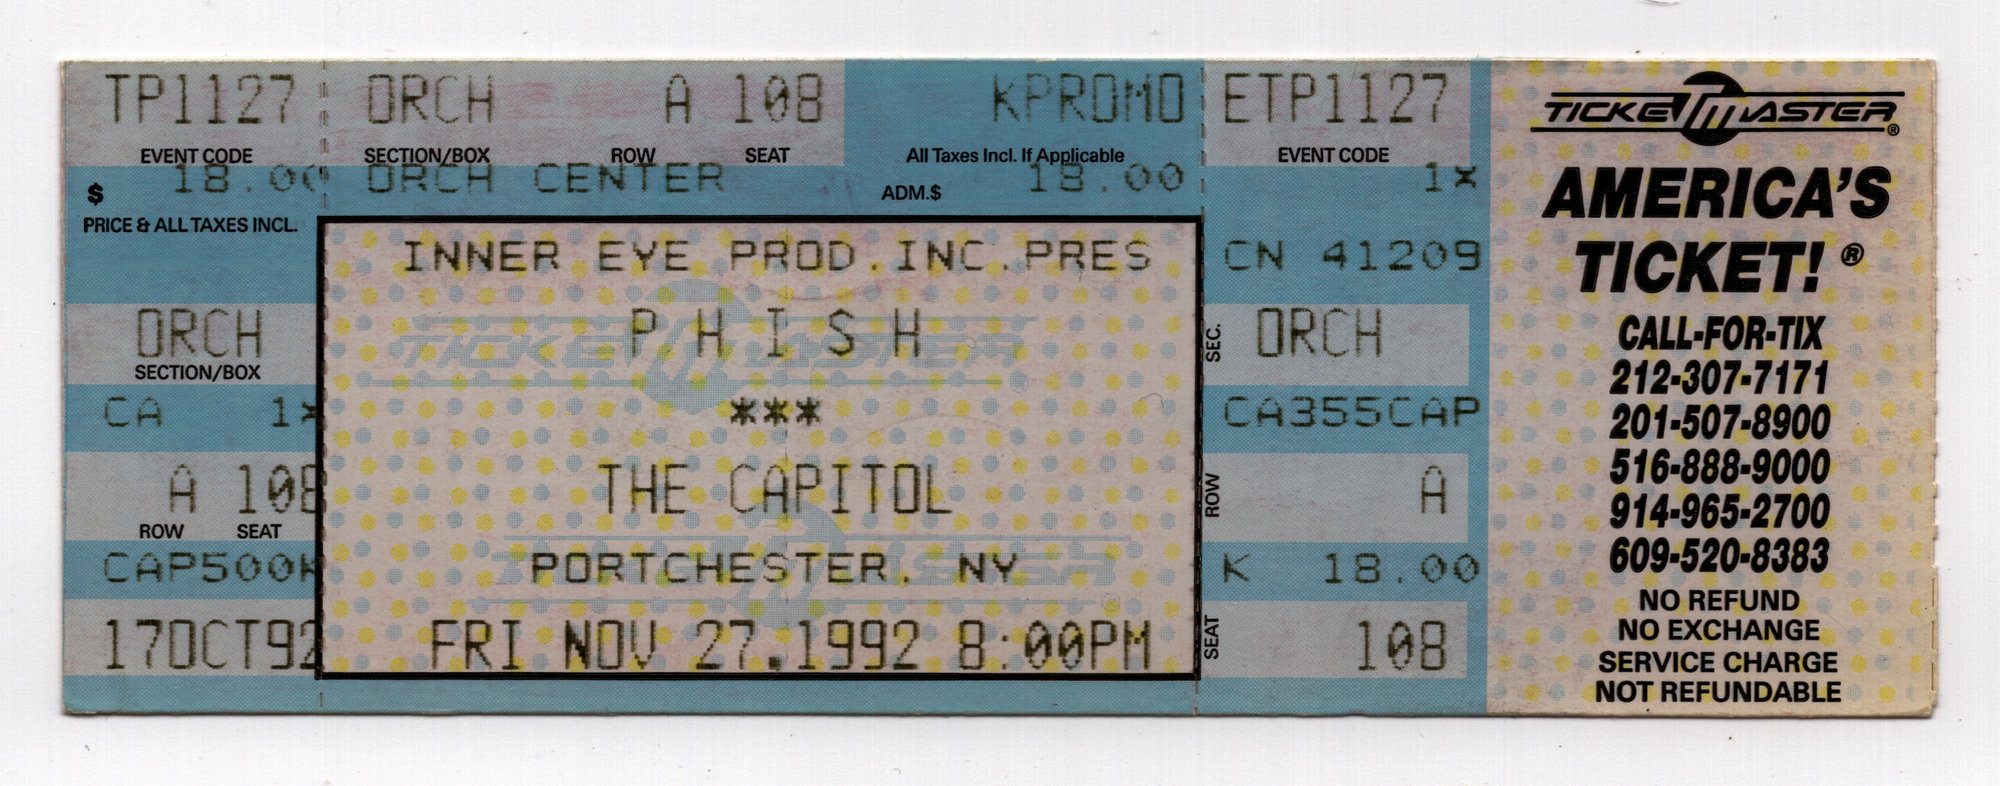 TP1127 ORCH A 108 KPROMO ETP1127
EVENT CODE SECTION/BOX ROW SEAT All Taxes Incl. If Applicable EVENT CODE
$ 18.00 ORCH CENTER ADM.$ 18.00 1x
PRICE & ALL TAXES INCL.
INNER EYE PROD.INC.PRES
CN 41209
ORCH
SECTION/BOX
PHISH
SEC. ORCH
CA 1x
***
CA355CAP
A 108
ROW SEAT
THE CAPITOL
ROW A
CAP500K
PORTCHESTER, NY
K 18.00
17OCT92
FRI NOV 27,1992 8:00PM
SEAT 108
TICKETMASTER®
AMERICA'S
TICKET!®
CALL-FOR-TIX
212-307-7171
201-507-8900
516-888-9000
914-965-2700
609-520-8383
NO REFUND
NO EXCHANGE
SERVICE CHARGE
NOT REFUNDABLE